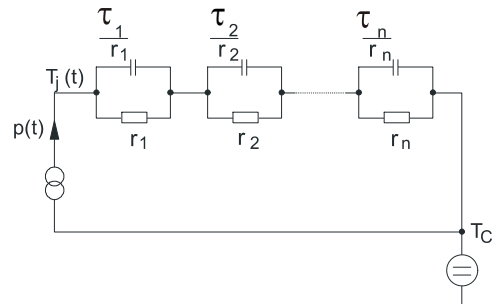 τ1/r1 τ2/r2 τn/rn
Tj (t)
p(t)
r1 r2 rn
TC